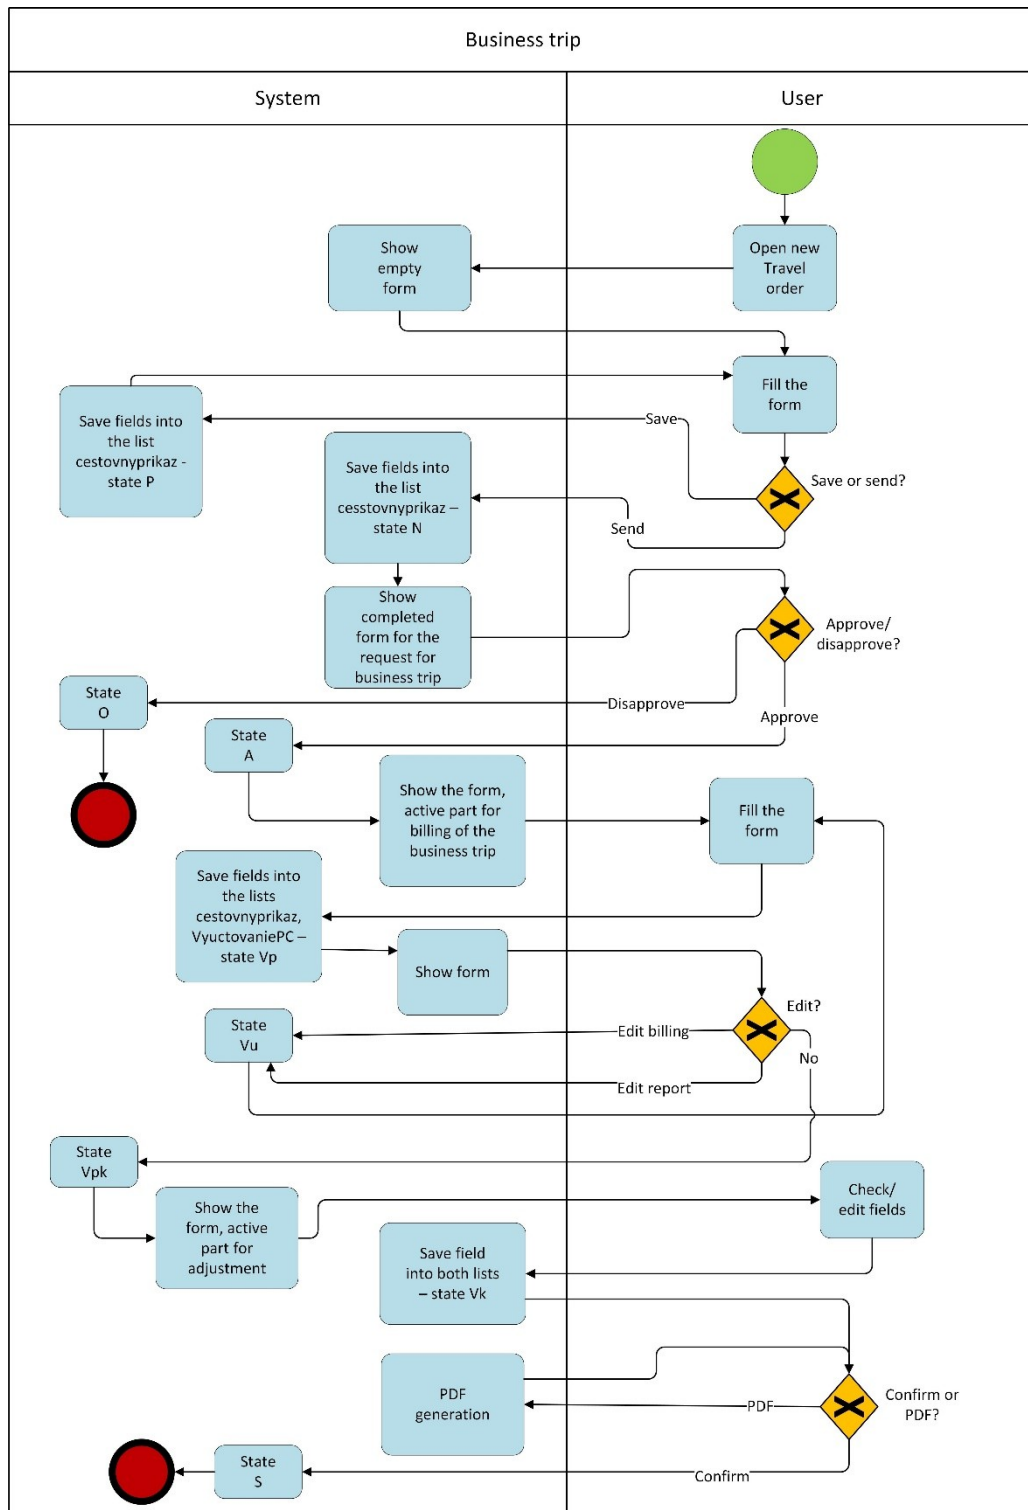 Business trip
System
User
Open new
Travel
order
Show
empty
form
Fill the
form
Save fields into
the list
cestovnyprikaz -
state P
Save
Save or send?
Save fields into
the list
cesstovnyprikaz –
state N
Send
Show
completed
form for the
request for
business trip
Approve/
disapprove?
State
O
Disapprove
Approve
State
A
Show the form,
active part for
billing of the
business trip
Fill the
form
Save fields into
the lists
cestovnyprikaz,
VyuctovaniePC –
state Vp
Show form
Edit?
State
Vu
Edit billing
No
Edit report
State
Vpk
Show the
form, active
part for
adjustment
Check/
edit fields
Save field
into both lists
– state Vk
PDF
generation
PDF
Confirm or
PDF?
State
S
Confirm